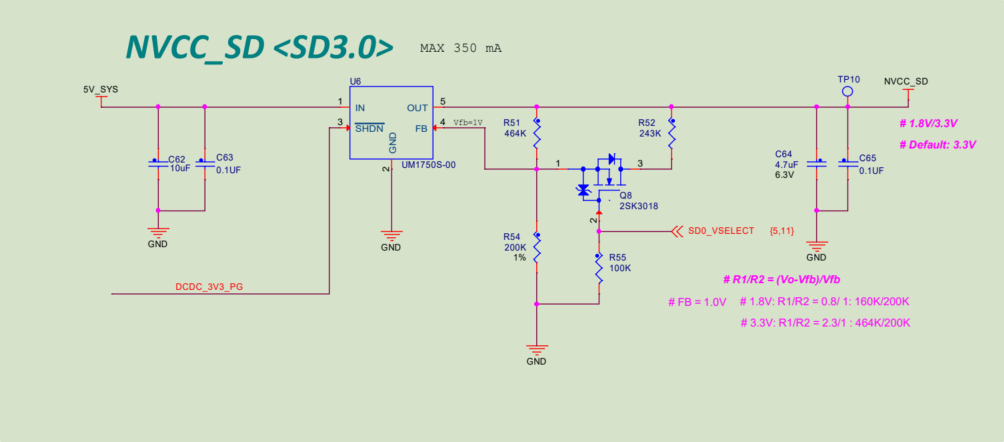 NVCC_SD <SD3.0>
MAX 350 mA
5V_SYS
U6
TP10
NVCC_SD
1
IN
OUT
5
3
SHDN
FB
4
Vfb=1V
GND
2
UM1750S-00
R51
464K
R52
243K
# 1.8V/3.3V
# Default: 3.3V
C62
10uF
C63
0.1UF
1
3
Q8
2SK3018
2
C64
4.7uF
6.3V
C65
0.1UF
SD0_VSELECT {5,11}
R54
200K
1%
R55
100K
GND
GND
GND
DCDC_3V3_PG
GND
# R1/R2 = (Vo-Vfb)/Vfb
# FB = 1.0V # 1.8V: R1/R2 = 0.8/ 1: 160K/200K
# 3.3V: R1/R2 = 2.3/1 : 464K/200K